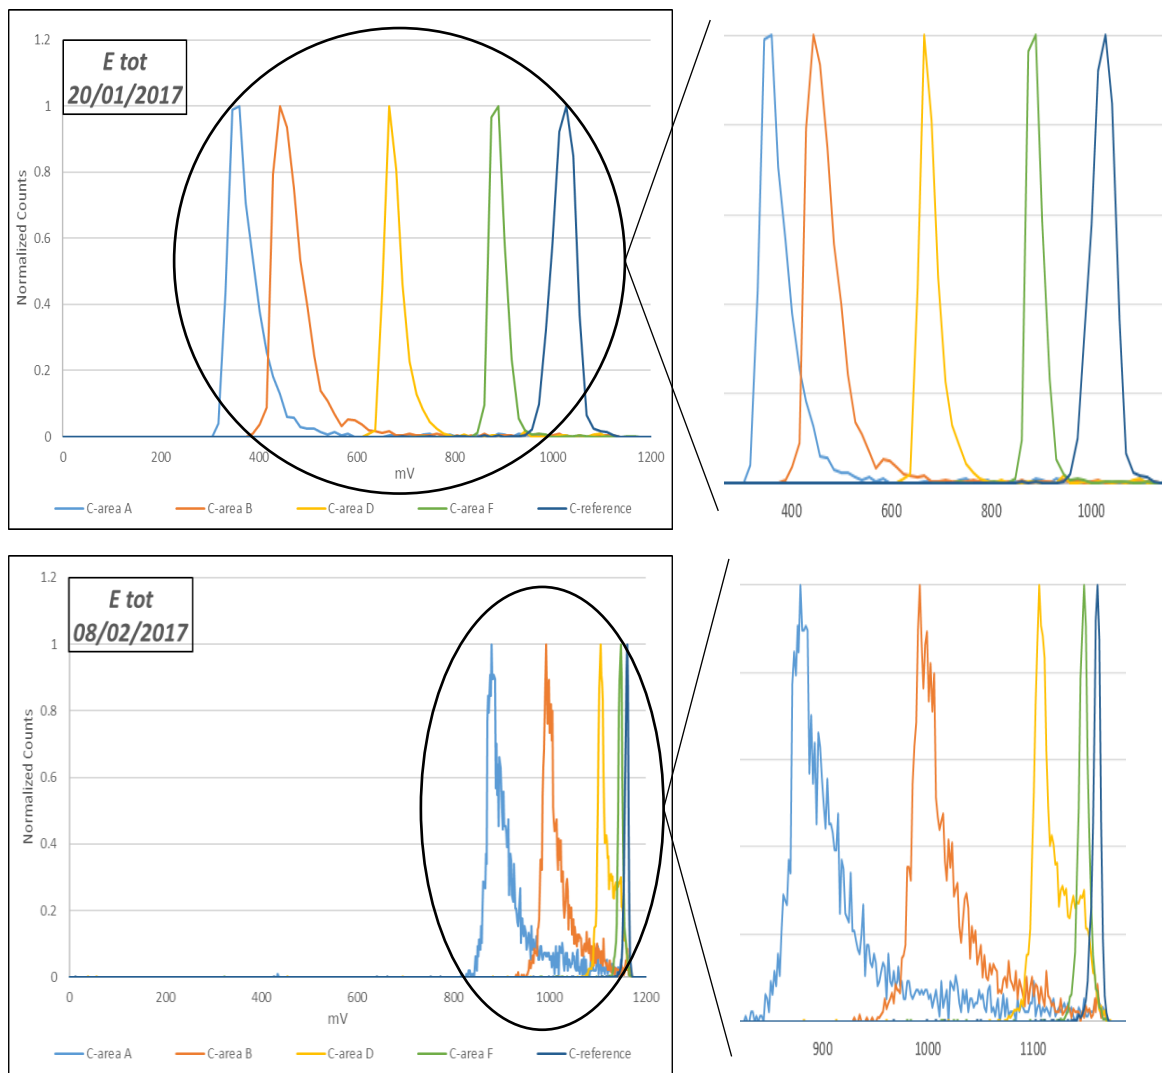 E tot
20/01/2017
1.2
1
0.8
0.6
0.4
0.2
0
Normalized Counts
0 200 400 600 800 1000 1200
mV
C-area A C-area B C-area D C-area F C-reference
400 600 800 1000
E tot
08/02/2017
1.2
1
0.8
0.6
0.4
0.2
0
Normalized Counts
0 200 400 600 800 1000 1200
mV
C-area A C-area B C-area D C-area F C-reference
900 1000 1100